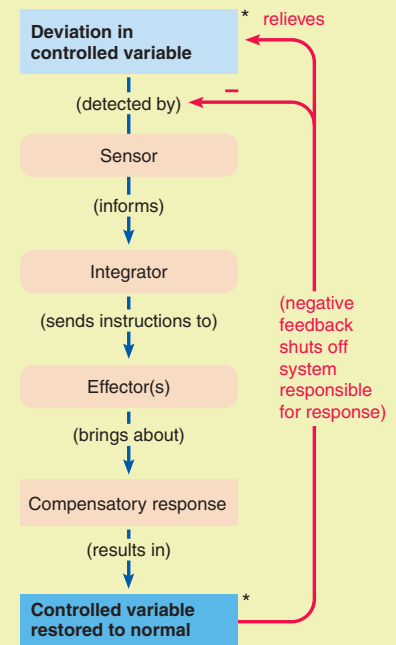 Deviation in
controlled variable
* relieves
(detected by)
–
Sensor
(informs)
Integrator
(sends instructions to)
Effector(s)
(brings about)
Compensatory response
(results in)
Controlled variable
restored to normal
*
(negative
feedback
shuts off
system
responsible
for response)